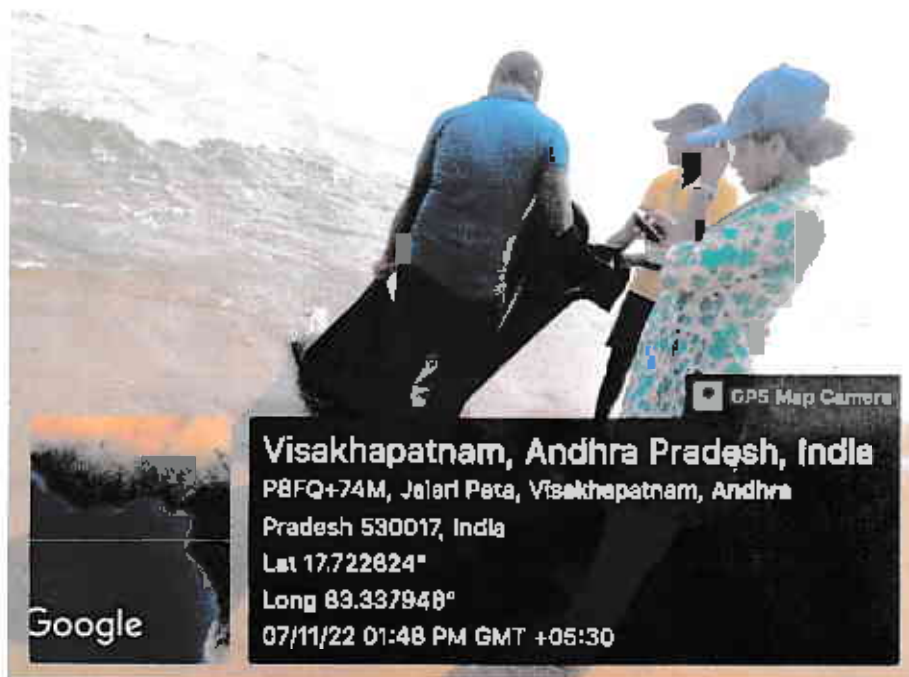 GPS Map Camera
Visakhapatnam, Andhra Pradesh, India
P8FQ+74M, Jalari Peta, Visakhapatnam, Andhra
Pradesh 530017, India
Lat 17.722624°
Long 83.337948°
07/11/22 01:48 PM GMT +05:30
Google